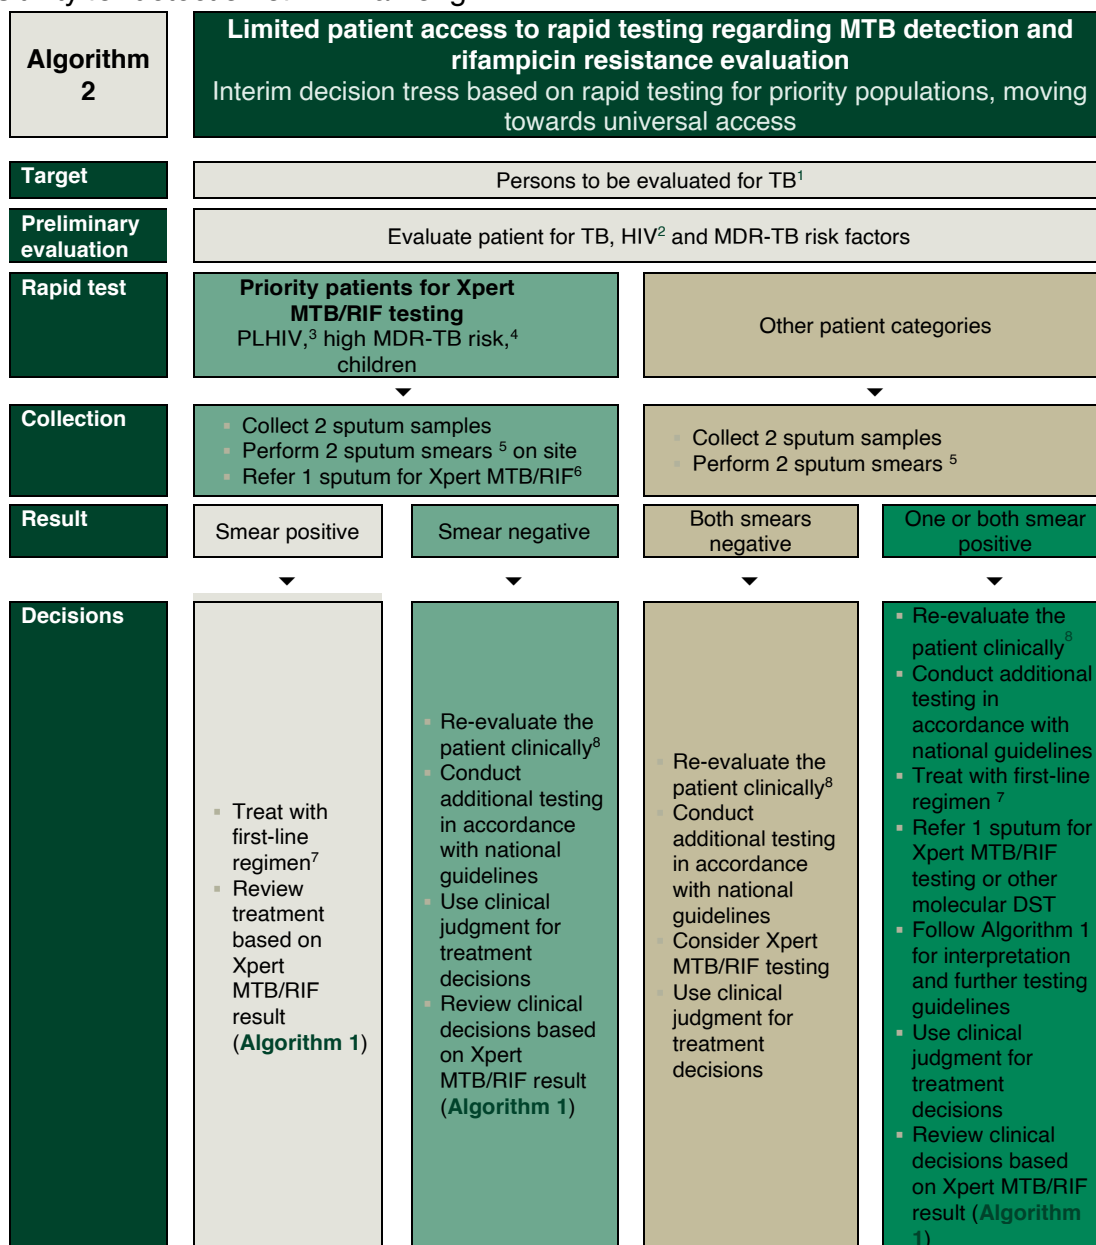 Algorithm
2
Limited patient access to rapid testing regarding MTB detection and
rifampicin resistance evaluation
Interim decision tress based on rapid testing for priority populations, moving
towards universal access
Target
Persons to be evaluated for TB1
Preliminary
evaluation
Evaluate patient for TB, HIV2 and MDR-TB risk factors
Rapid test
Priority patients for Xpert
MTB/RIF testing
PLHIV,3 high MDR-TB risk,4
children
Other patient categories
Collection
▪ Collect 2 sputum samples
▪ Perform 2 sputum smears 5 on site
▪ Refer 1 sputum for Xpert MTB/RIF6
▪ Collect 2 sputum samples
▪ Perform 2 sputum smears 5
Result
Smear positive
Smear negative
Both smears
negative
One or both smear
positive
Decisions
▪ Treat with
first-line
regimen7
▪ Review
treatment
based on
Xpert
MTB/RIF
result
(Algorithm 1)
▪ Re-evaluate the
patient clinically8
▪ Conduct
additional testing
in accordance
with national
guidelines
▪ Use clinical
judgment for
treatment
decisions
▪ Review clinical
decisions based
on Xpert
MTB/RIF result
(Algorithm 1)
▪ Re-evaluate the
patient clinically8
▪ Conduct
additional testing
in accordance
with national
guidelines
▪ Consider Xpert
MTB/RIF testing
▪ Use clinical
judgment for
treatment
decisions
▪ Re-evaluate the
patient clinically8
▪ Conduct additional
testing in
accordance with
national guidelines
▪ Treat with first-line
regimen 7
▪ Refer 1 sputum for
Xpert MTB/RIF
testing or other
molecular DST
▪ Follow Algorithm 1
for interpretation
and further testing
guidelines
▪ Use clinical
judgment for
treatment
decisions
▪ Review clinical
decisions based
on Xpert MTB/RIF
result (Algorithm
1)